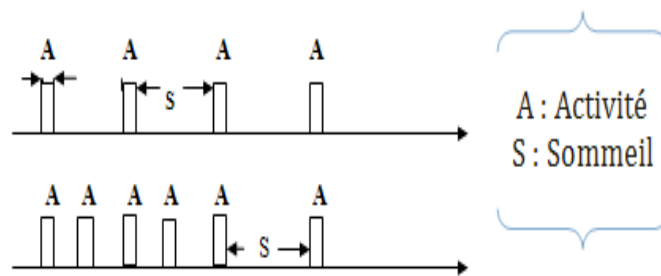 A A A A
s
A : Activité
S : Sommeil
A A A A A A
S